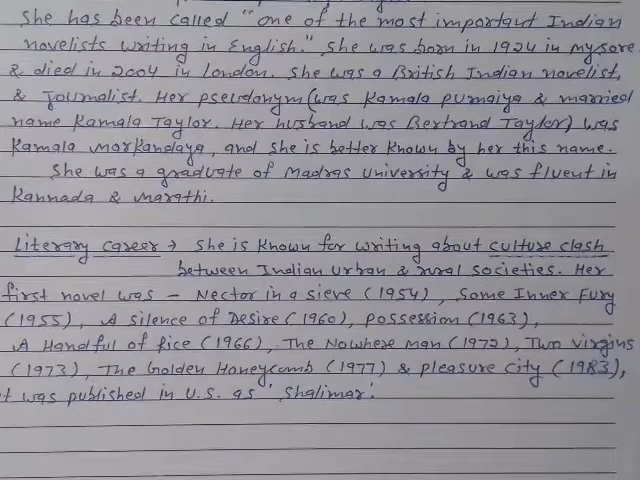 She has been called "one of the most important Indian
novelists writing in English." She was born in 1924 in mysore
& died in 2004 in London. She was a British Indian novelist,
& Journalist. Her pseudonym (was Kamala purnaiya & married
name Kamala Taylor. Her husband was Bertrand Taylor) was
Kamala Markandaya, and she is better known by her this name.
She was a graduate of Madras university & was fluent in
Kannada & Marathi.
Literary career → She is known for writing about culture clash
between Indian urban & rural societies. Her
first novel was - Nector in a sieve (1954), Some Inner Fury
(1955), A silence of Desire (1960), Possession (1963),
A Handful of Rice (1966), The Nowhere Man (1972), Two virgins
(1973), The Golden Honeycomb (1977) & pleasure city (1983),
it was published in U.S. as 'Shalimar'.